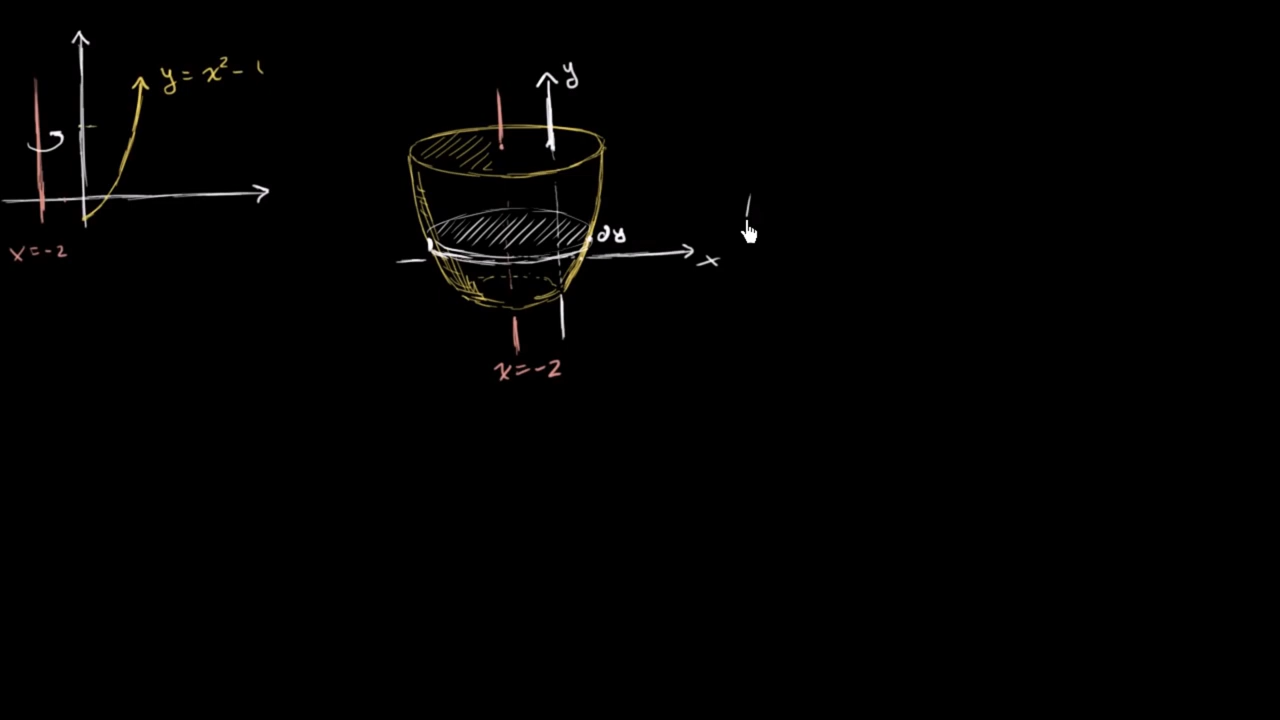 y = x² - 1
x = -2
y
dy
x
x = -2